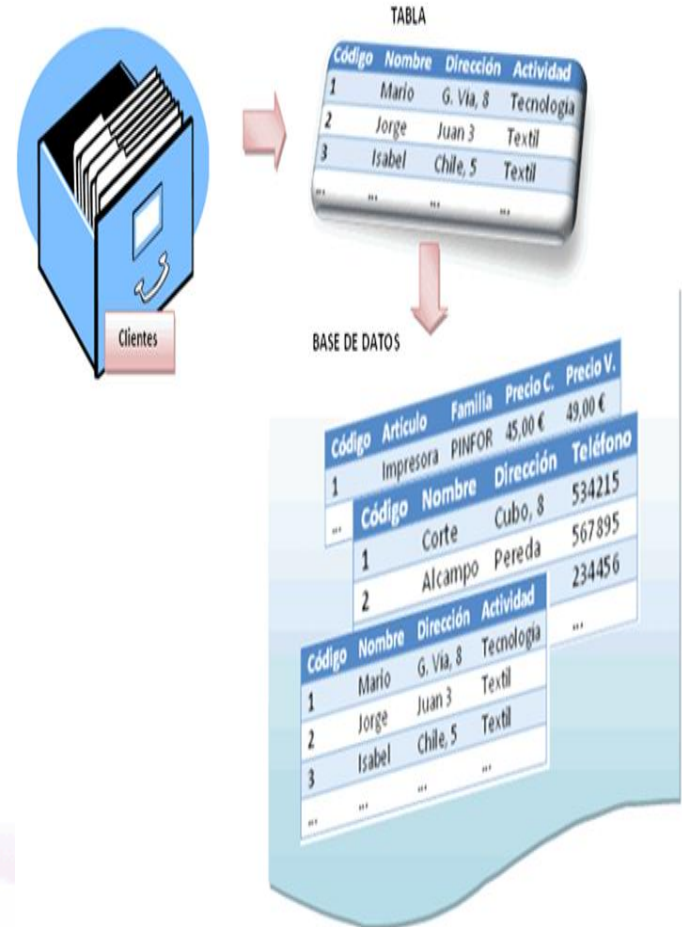 TABLA
Código Nombre Dirección Actividad
1 Mario G. Vía, 8 Tecnología
2 Jorge Juan 3 Textil
3 Isabel Chile, 5 Textil
... ... ... ...
Clientes
BASE DE DATOS
Código Artículo Familia Precio C. Precio V.
1 Impresora PINFOR 45,00 € 49,00 €
...
Código Nombre Dirección Teléfono
1 Corte Cubo, 8 534215
2 Alcampo Pereda 567895
234456
...
Código Nombre Dirección Actividad
1 Mario G. Vía, 8 Tecnología
2 Jorge Juan 3 Textil
3 Isabel Chile, 5 Textil
... ... ... ...